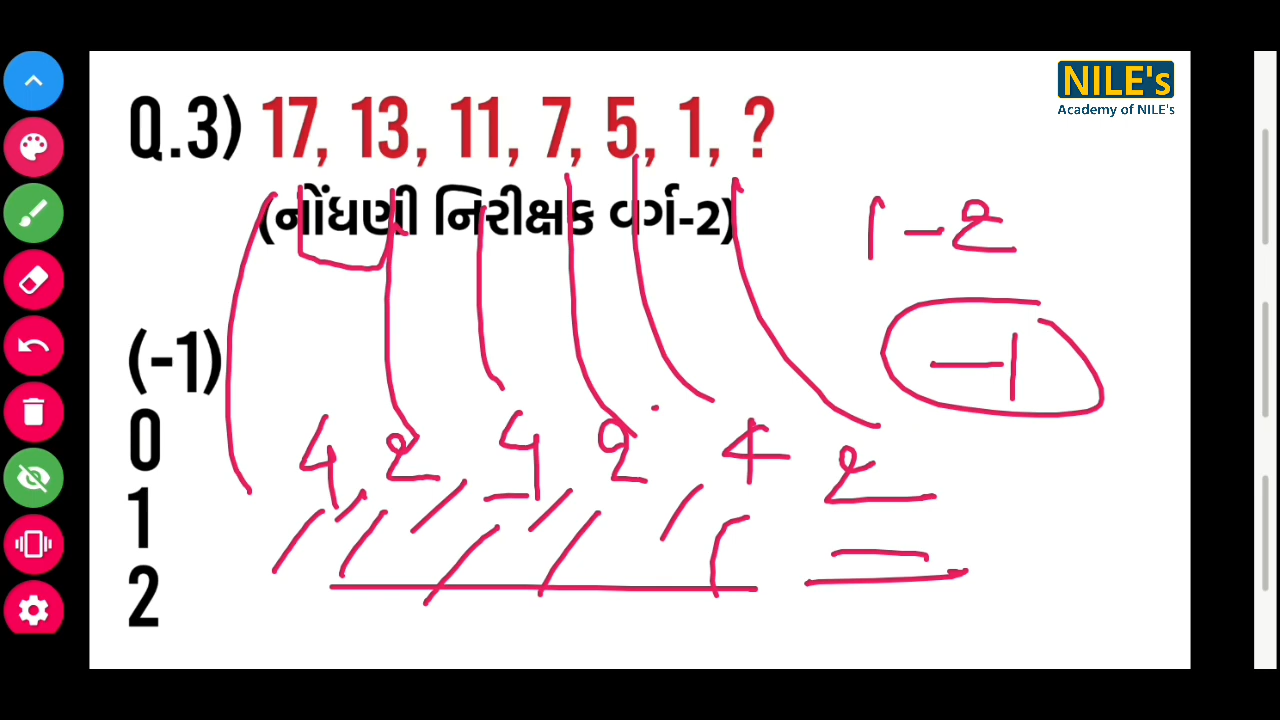 NILE's
Academy of NILE's
Q.3) 17, 13, 11, 7, 5, 1, ?
(નોંધણી નિરીક્ષક વર્ગ-2)
1 - 2
(-1)
-1
0
4 2 4 2 4 2
1
2